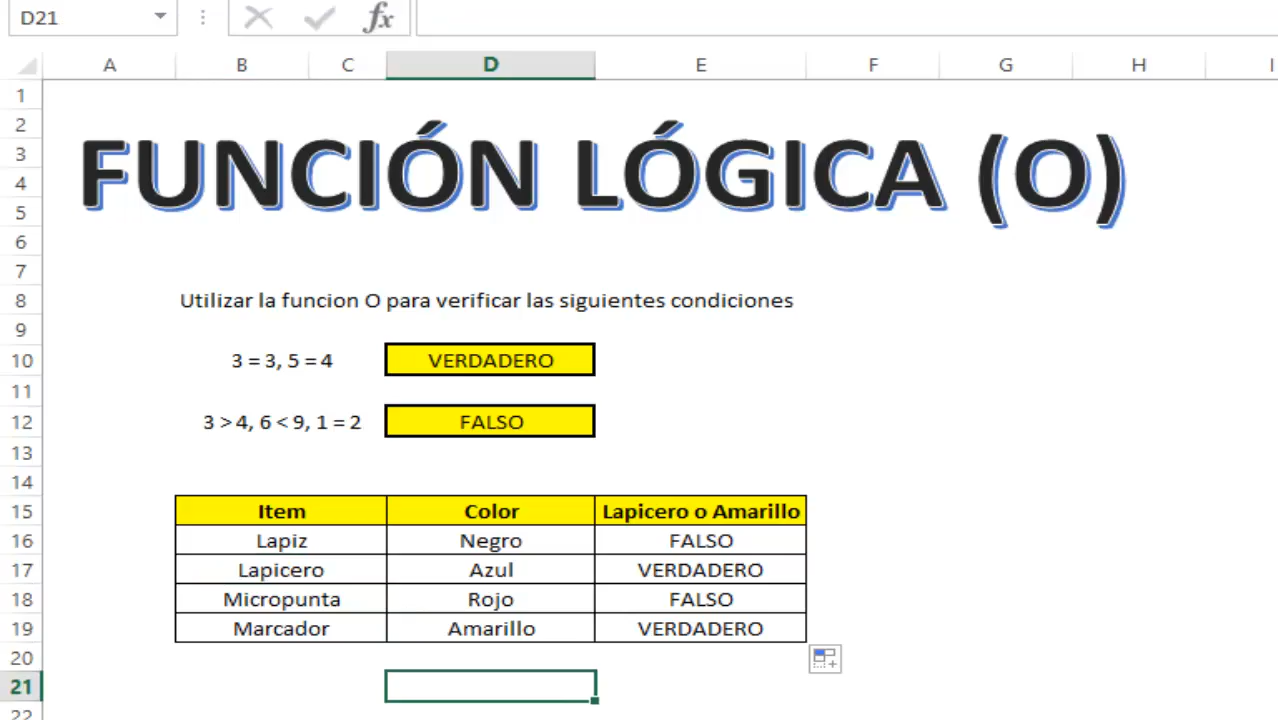 D21
fx
A B C D E F G H I
1
2
3
4
5
6
7
8
9
10
11
12
13
14
15
16
17
18
19
20
21
22
FUNCIÓN LÓGICA (O)
Utilizar la funcion O para verificar las siguientes condiciones
3 = 3, 5 = 4 VERDADERO
3 > 4, 6 < 9, 1 = 2 FALSO
Item Color Lapicero o Amarillo
Lapiz Negro FALSO
Lapicero Azul VERDADERO
Micropunta Rojo FALSO
Marcador Amarillo VERDADERO